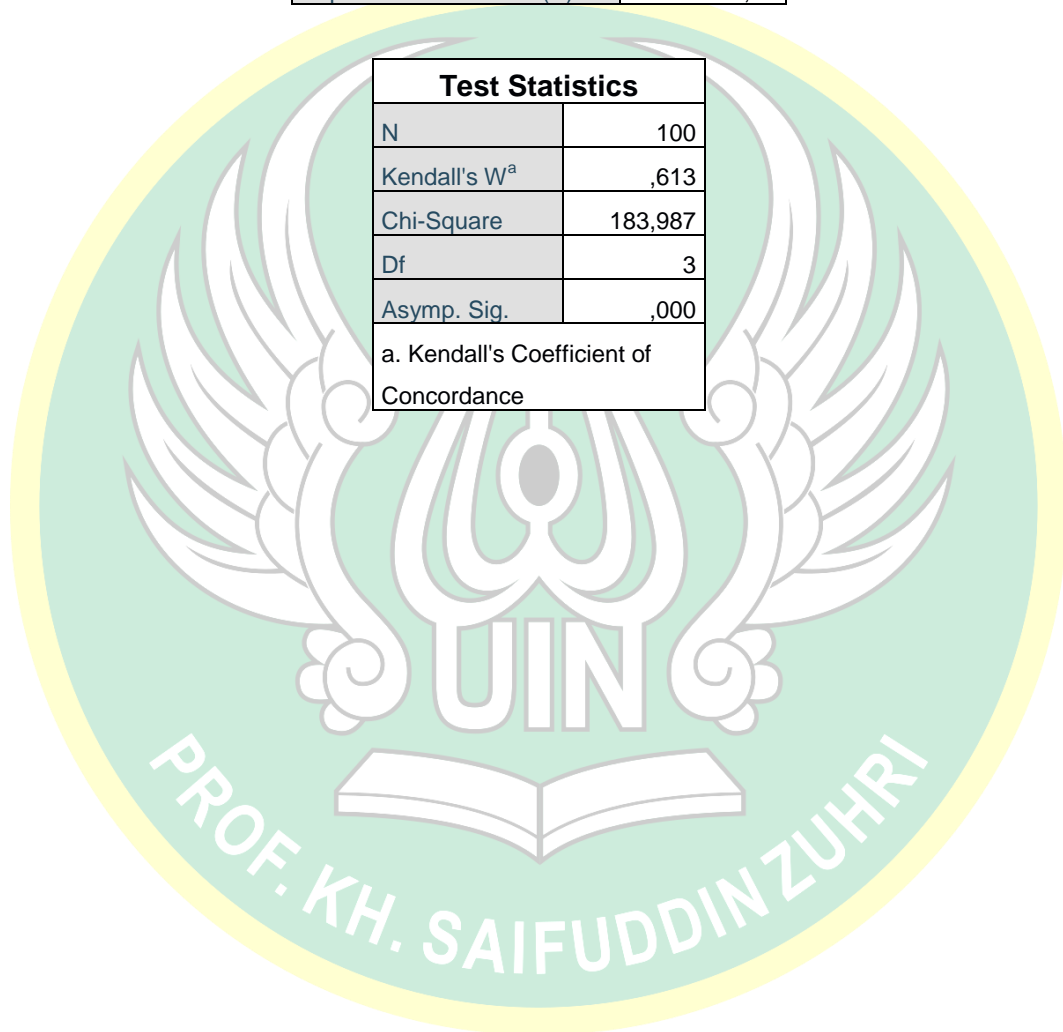 Test Statistics
N 100
Kendall's Wa ,613
Chi-Square 183,987
Df 3
Asymp. Sig. ,000
a. Kendall's Coefficient of
Concordance
UIN
PROF. KH. SAIFUDDIN ZUHRI